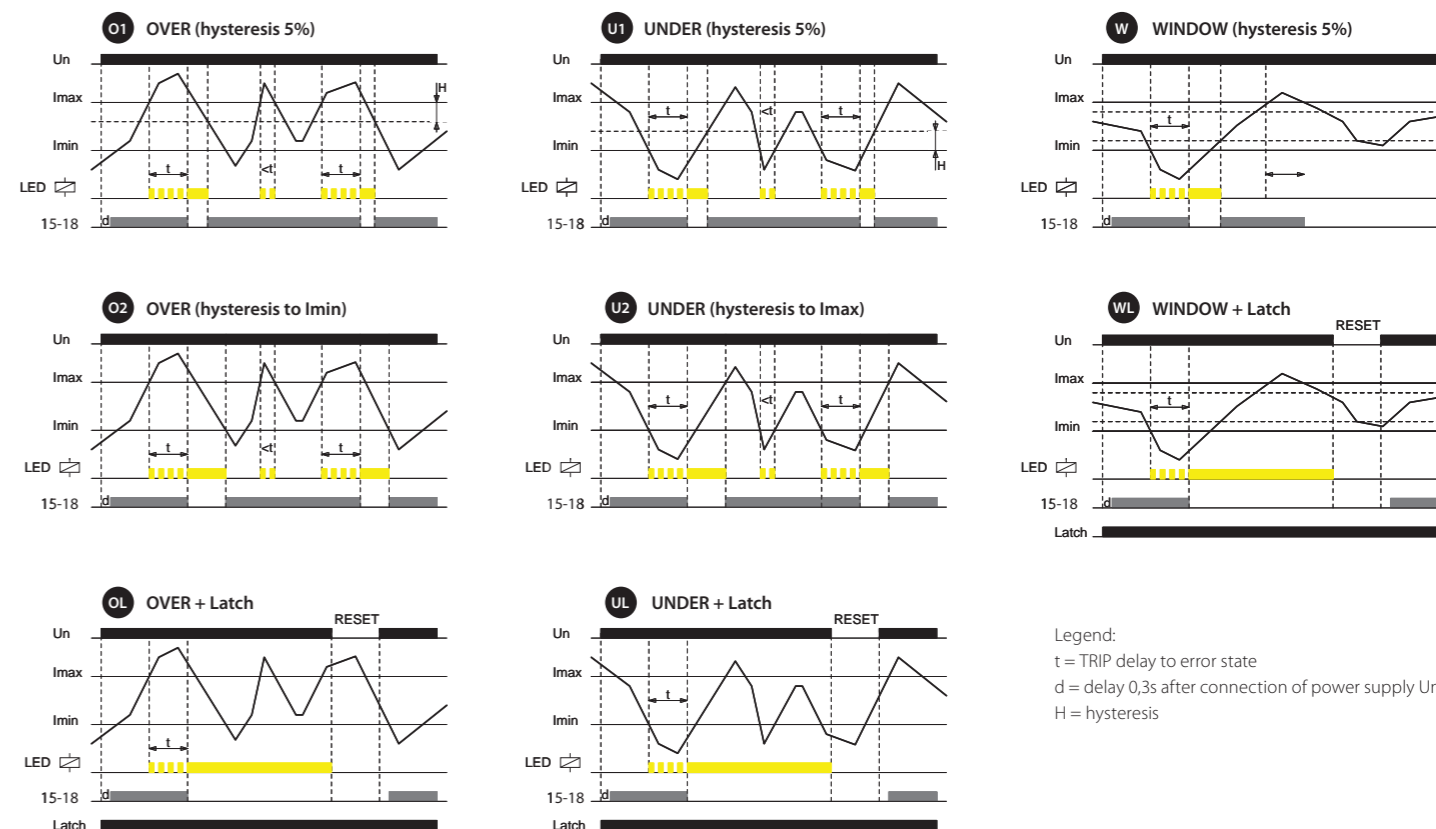 O1 OVER (hysteresis 5%)
Un
Imax
H
Imin
t
<t
t
LED
15-18
d
U1 UNDER (hysteresis 5%)
Un
Imax
t
<t
t
Imin
H
LED
15-18
d
W WINDOW (hysteresis 5%)
Un
Imax
t
Imin
LED
15-18
d
O2 OVER (hysteresis to Imin)
Un
Imax
Imin
t
<t
t
LED
15-18
d
U2 UNDER (hysteresis to Imax)
Un
Imax
t
<t
t
Imin
LED
15-18
d
WL WINDOW + Latch
RESET
Un
Imax
t
Imin
LED
15-18
d
Latch
OL OVER + Latch
RESET
Un
Imax
Imin
t
LED
15-18
d
Latch
UL UNDER + Latch
RESET
Un
Imax
t
Imin
LED
15-18
d
Latch
Legend:
t = TRIP delay to error state
d = delay 0,3s after connection of power supply Un
H = hysteresis